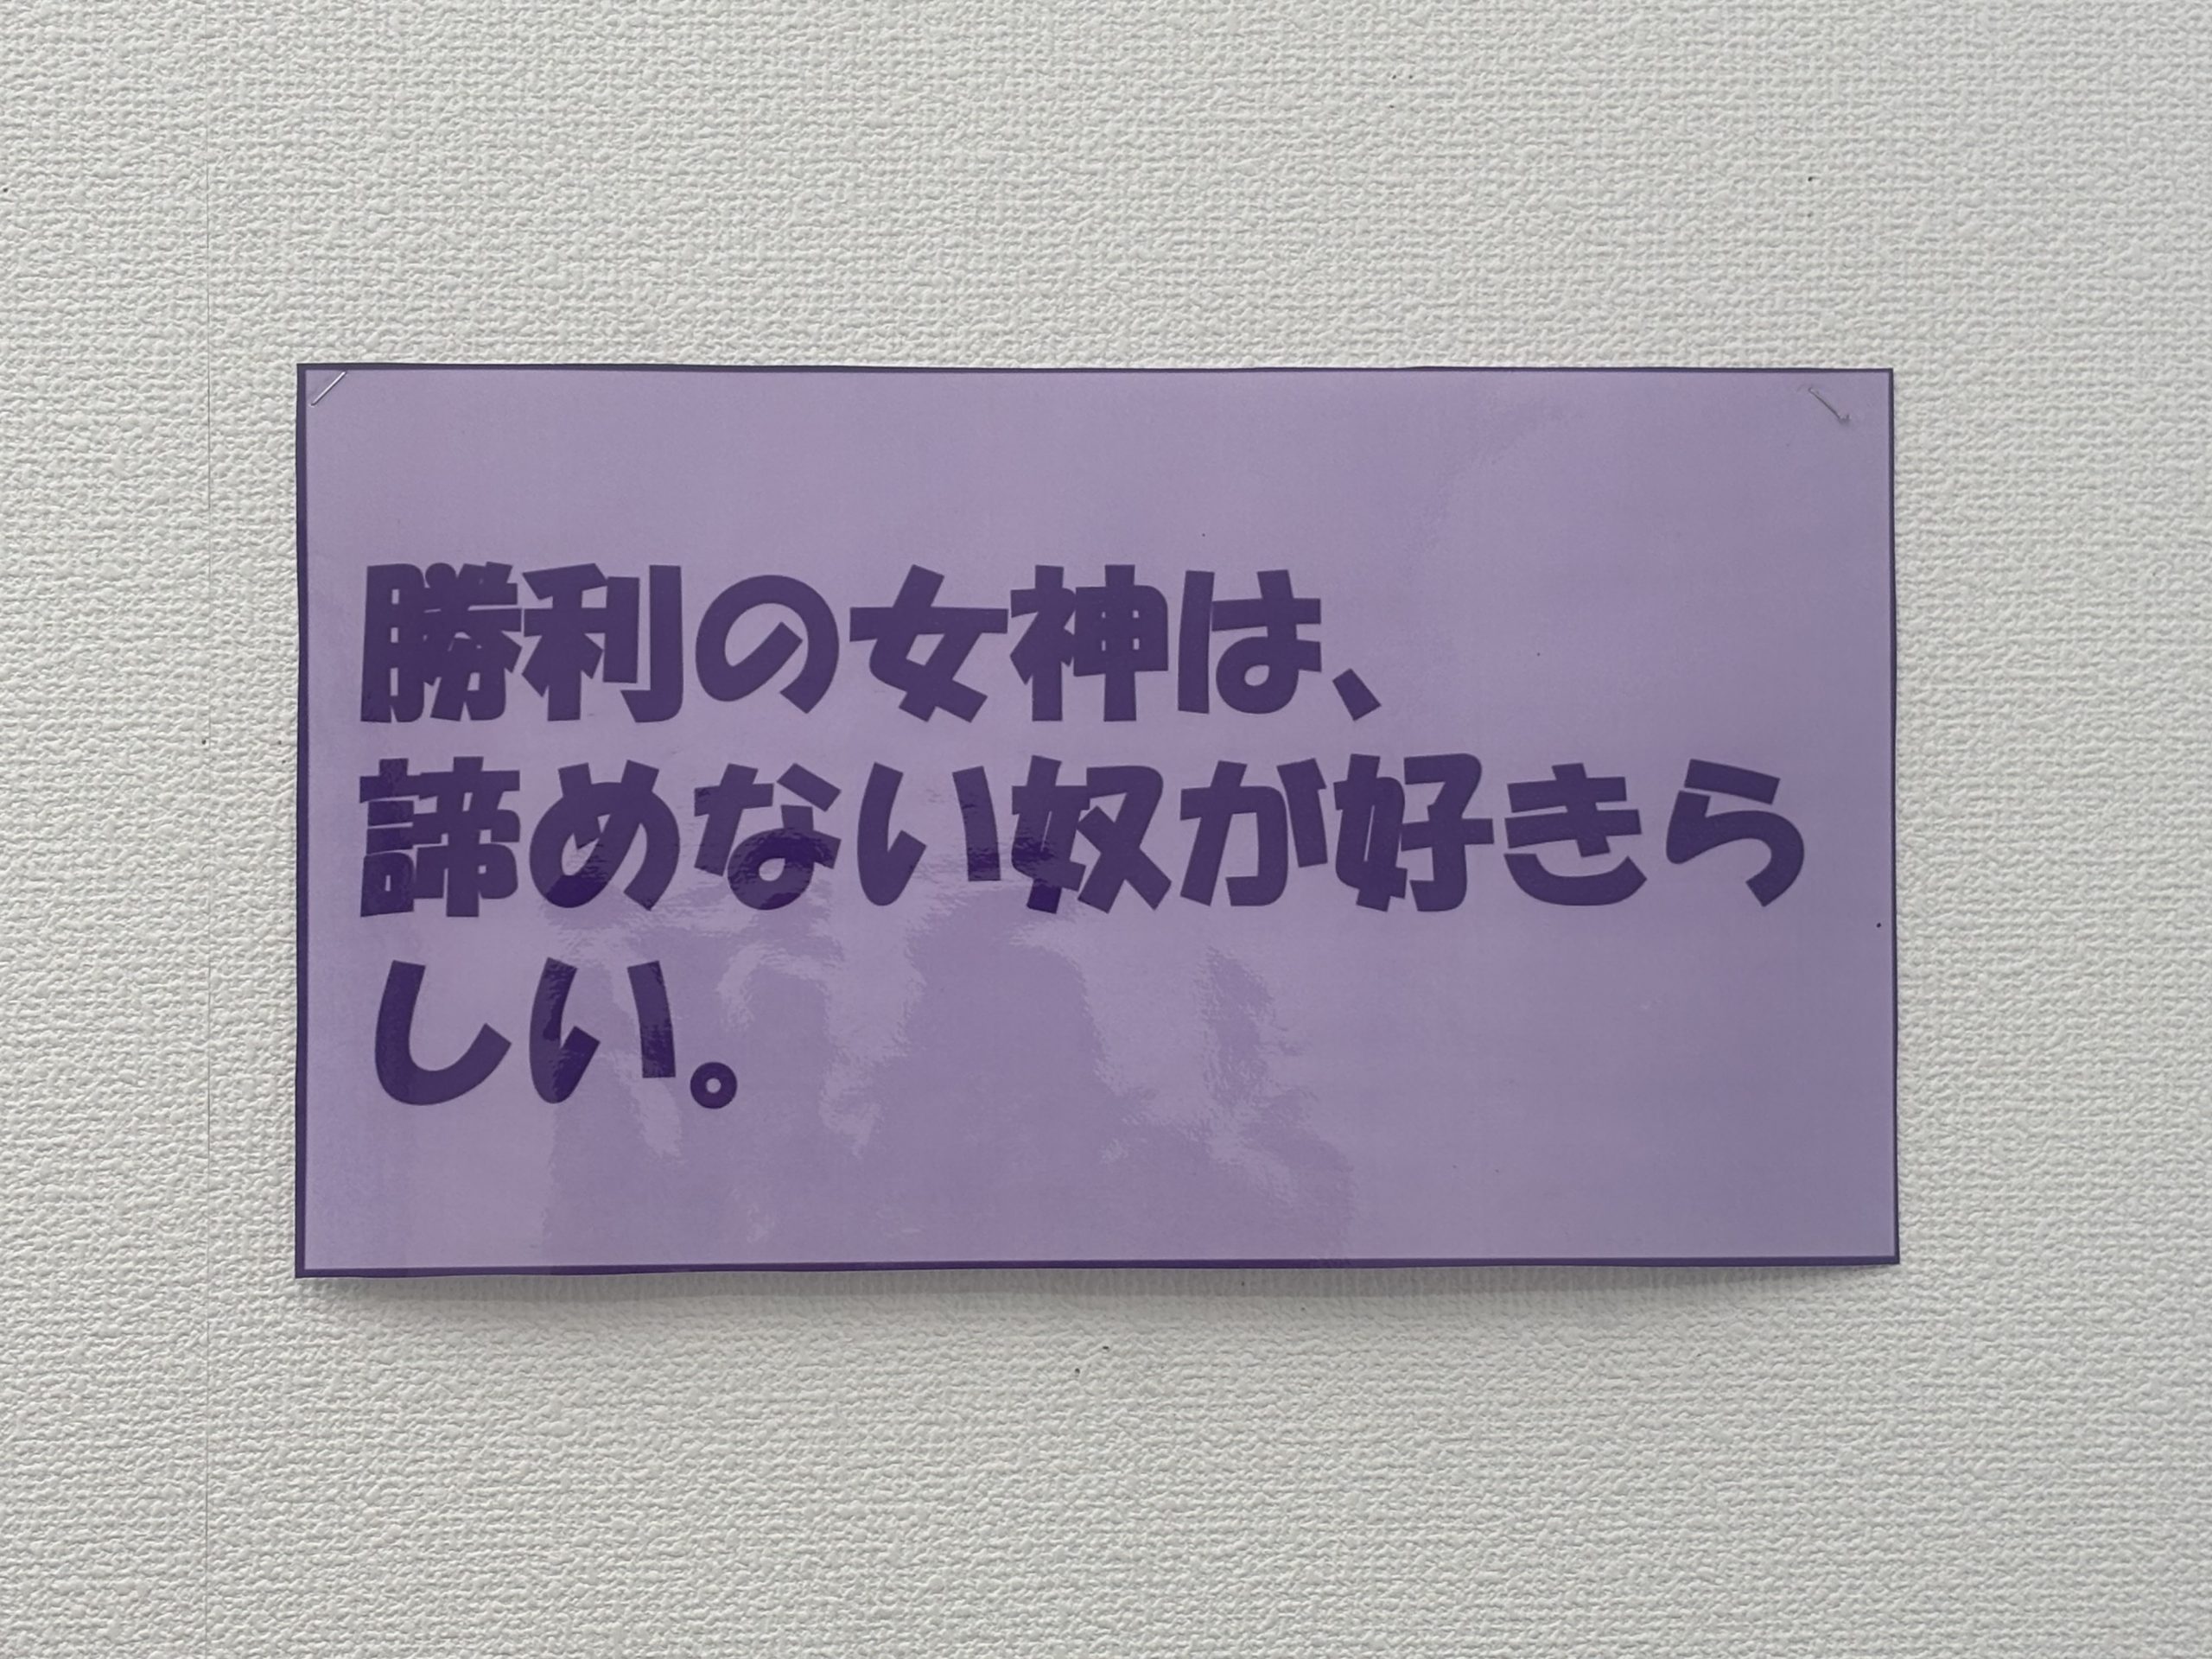 勝利の女神は、
諦めない奴が好きら
しい。